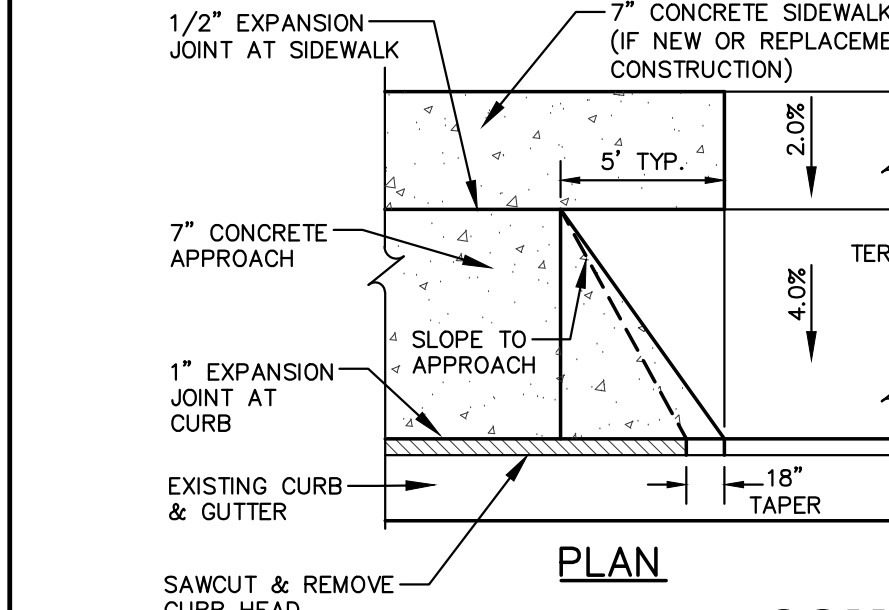 1/2" EXPANSION
JOINT AT SIDEWALK
7" CONCRETE SIDEWALK
(IF NEW OR REPLACEME
CONSTRUCTION)
2.0%
5' TYP.
7" CONCRETE
APPROACH
TER
4.0%
SLOPE TO
APPROACH
1" EXPANSION
JOINT AT
CURB
EXISTING CURB
& GUTTER
18"
TAPER
PLAN
SAWCUT & REMOVE
CURB HEAD